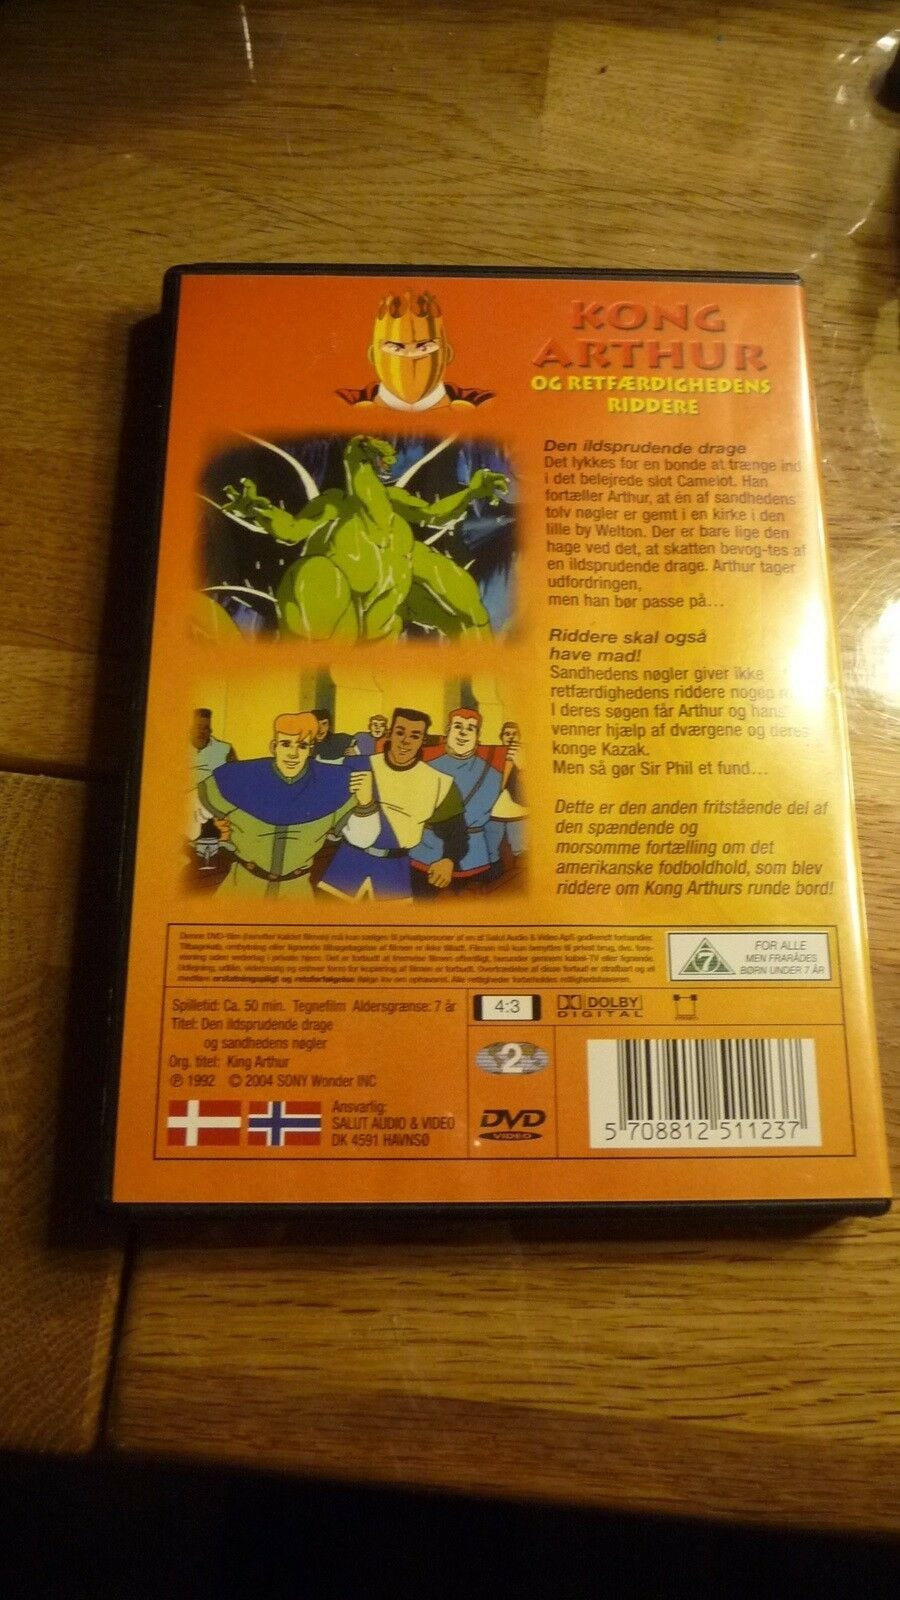 KONG
ARTHUR
OG RETFÆRDIGHEDENS
RIDDERE
Den ildsprudende drage
Det lykkes for en bonde at trænge ind
i det belejrede slot Camelot. Han
fortæller Arthur, at én af sandhedens
tolv nøgler er gemt i en kirke i den
lille by Welton. Der er bare lige den
hage ved det, at skatten bevog-tes af
en ildsprudende drage. Arthur tager
udfordringen,
men han bør passe på...
Riddere skal også
have mad!
Sandhedens nøgler giver ikke
retfærdighedens riddere nogen
I deres søgen får Arthur og hans
venner hjælp af dværgene og deres
konge Kazak.
Men så gør Sir Phil et fund...
Dette er den anden fritstående del af
den spændende og
morsomme fortælling om det
amerikanske fodboldhold, som blev
riddere om Kong Arthurs runde bord!
7
FOR ALLE
MEN FRARÅDES
BØRN UNDER 7 ÅR
Spilletid: Ca. 50 min. Tegnefilm Aldersgrænse: 7 år
Titel: Den ildsprudende drage
og sandhedens nøgler
Org. titel: King Arthur
℗ 1992 © 2004 SONY Wonder INC
Ansvarlig:
SALUT AUDIO & VIDEO
DK 4591 HAVNSØ
4:3
DOLBY
DIGITAL
2
DVD
VIDEO
5 708812 511237